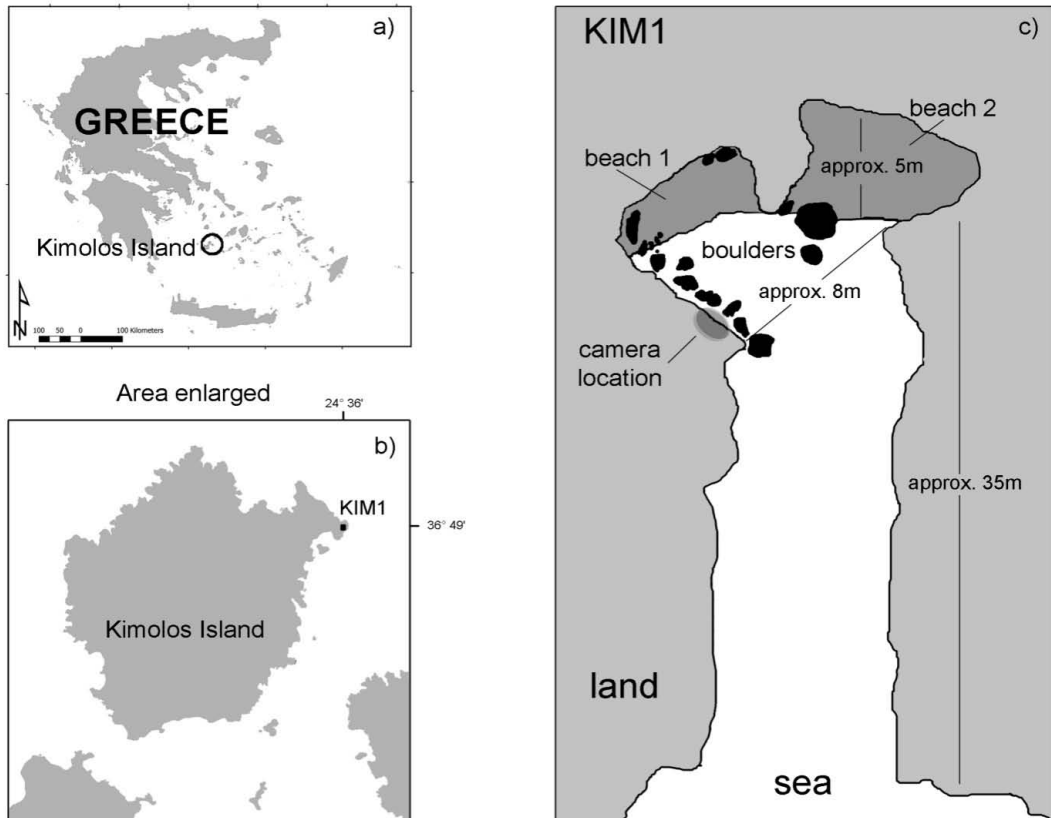 a)
GREECE
Kimolos Island
N
100 50 0 100 Kilometers
Area enlarged
24° 36'
b)
KIM1
36° 49'
Kimolos Island
KIM1
c)
beach 2
beach 1
approx. 5m
boulders
approx. 8m
camera
location
approx. 35m
land
sea